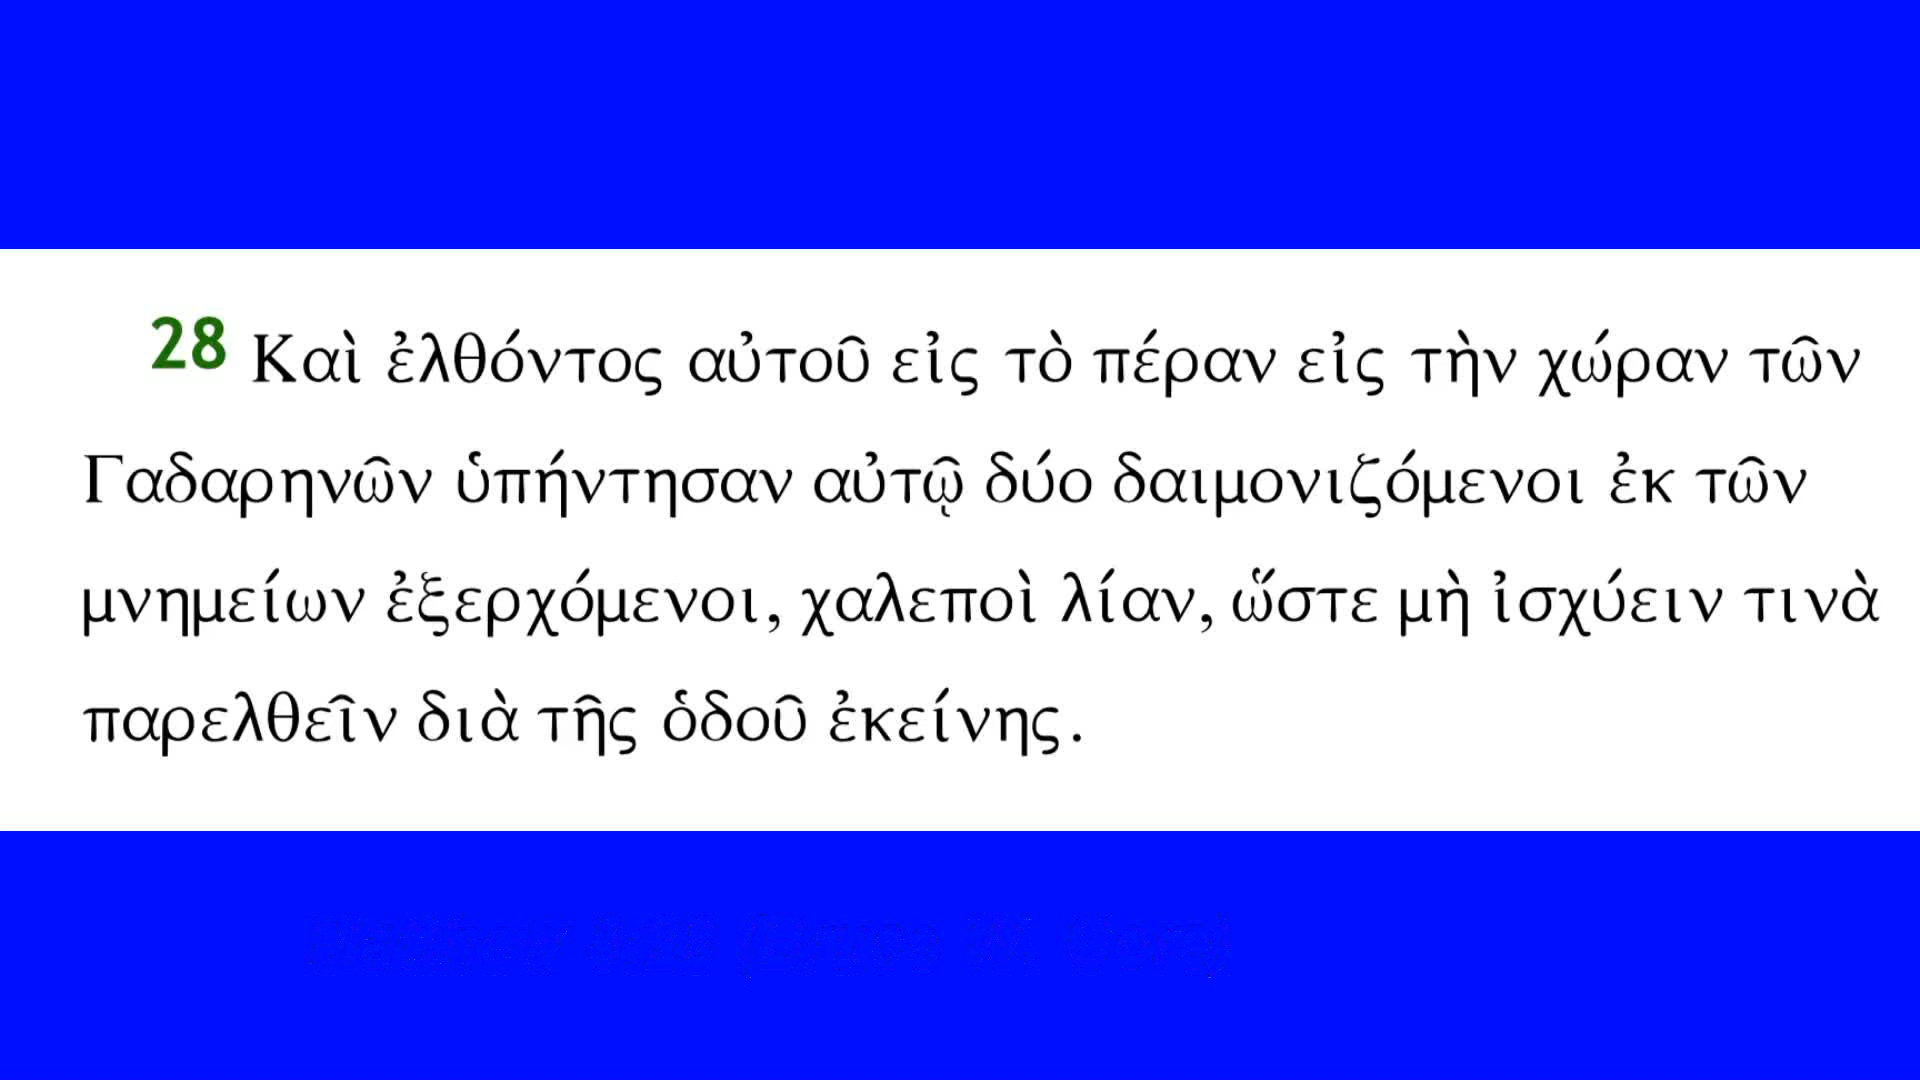 28 Καὶ ἐλθόντος αὐτοῦ εἰς τὸ πέραν εἰς τὴν χώραν τῶν
Γαδαρηνῶν ὑπήντησαν αὐτῷ δύο δαιμονιζόμενοι ἐκ τῶν
μνημείων ἐξερχόμενοι, χαλεποὶ λίαν, ὥστε μὴ ἰσχύειν τινὰ
παρελθεῖν διὰ τῆς ὁδοῦ ἐκείνης.